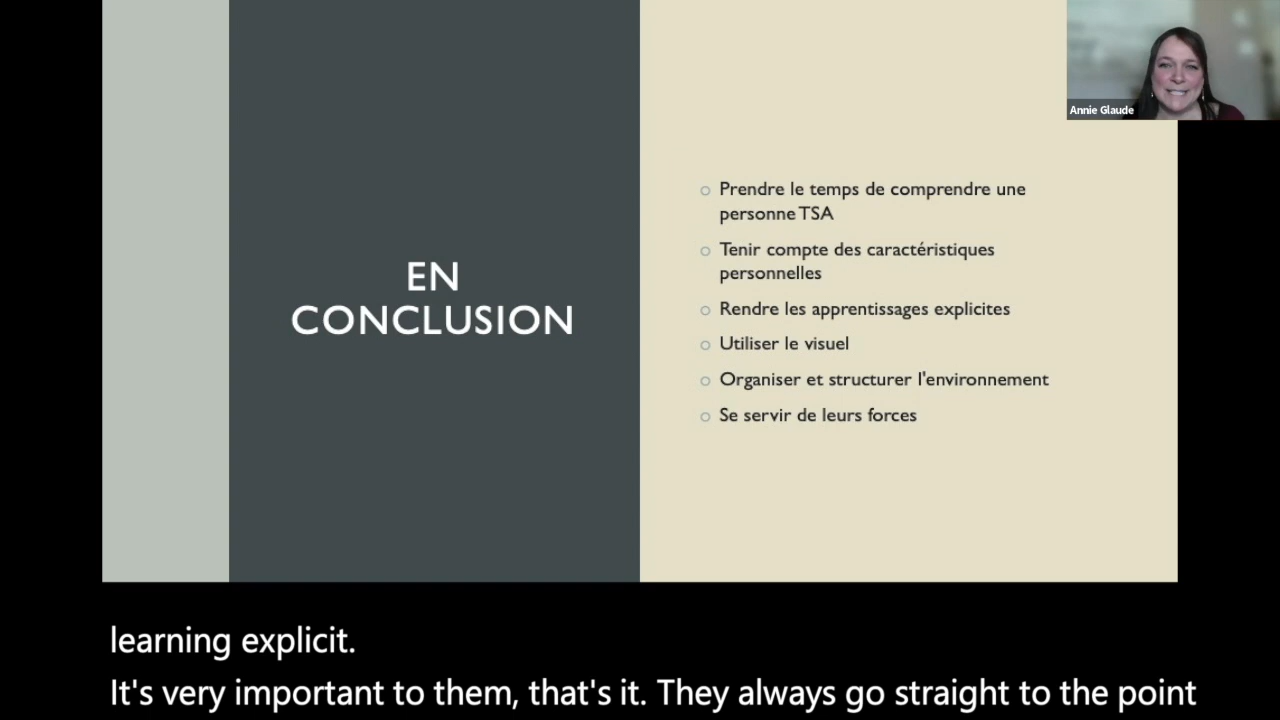 Annie Glaude
EN
CONCLUSION
Prendre le temps de comprendre une
personne TSA
Tenir compte des caractéristiques
personnelles
Rendre les apprentissages explicites
Utiliser le visuel
Organiser et structurer l'environnement
Se servir de leurs forces
learning explicit.
It's very important to them, that's it. They always go straight to the point